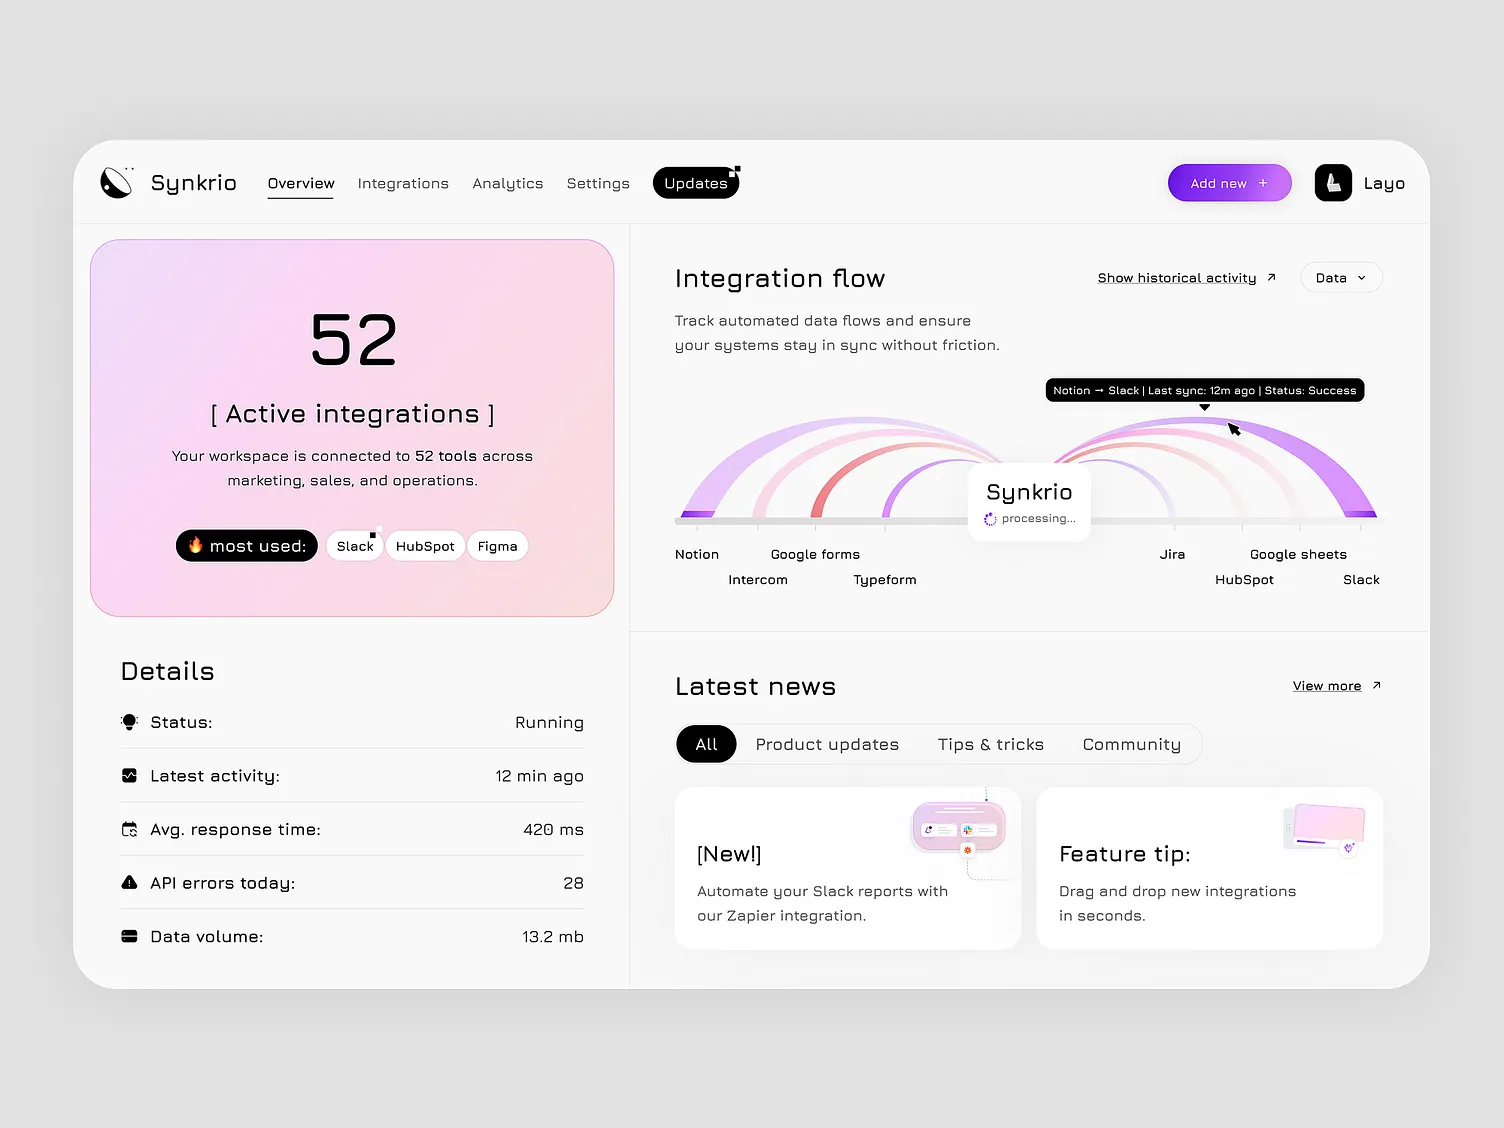 Synkrio
Overview
Integrations
Analytics
Settings
Updates
Add new +
Layo
52
[ Active integrations ]
Your workspace is connected to 52 tools across
marketing, sales, and operations.
most used:
Slack
HubSpot
Figma
Details
Status:
Running
Latest activity:
12 min ago
Avg. response time:
420 ms
API errors today:
28
Data volume:
13.2 mb
Integration flow
Show historical activity
Data
Track automated data flows and ensure
your systems stay in sync without friction.
Notion → Slack | Last sync: 12m ago | Status: Success
Synkrio
processing...
Notion
Google forms
Jira
Google sheets
Intercom
Typeform
HubSpot
Slack
Latest news
View more
All
Product updates
Tips & tricks
Community
[New!]
Automate your Slack reports with
our Zapier integration.
Feature tip:
Drag and drop new integrations
in seconds.